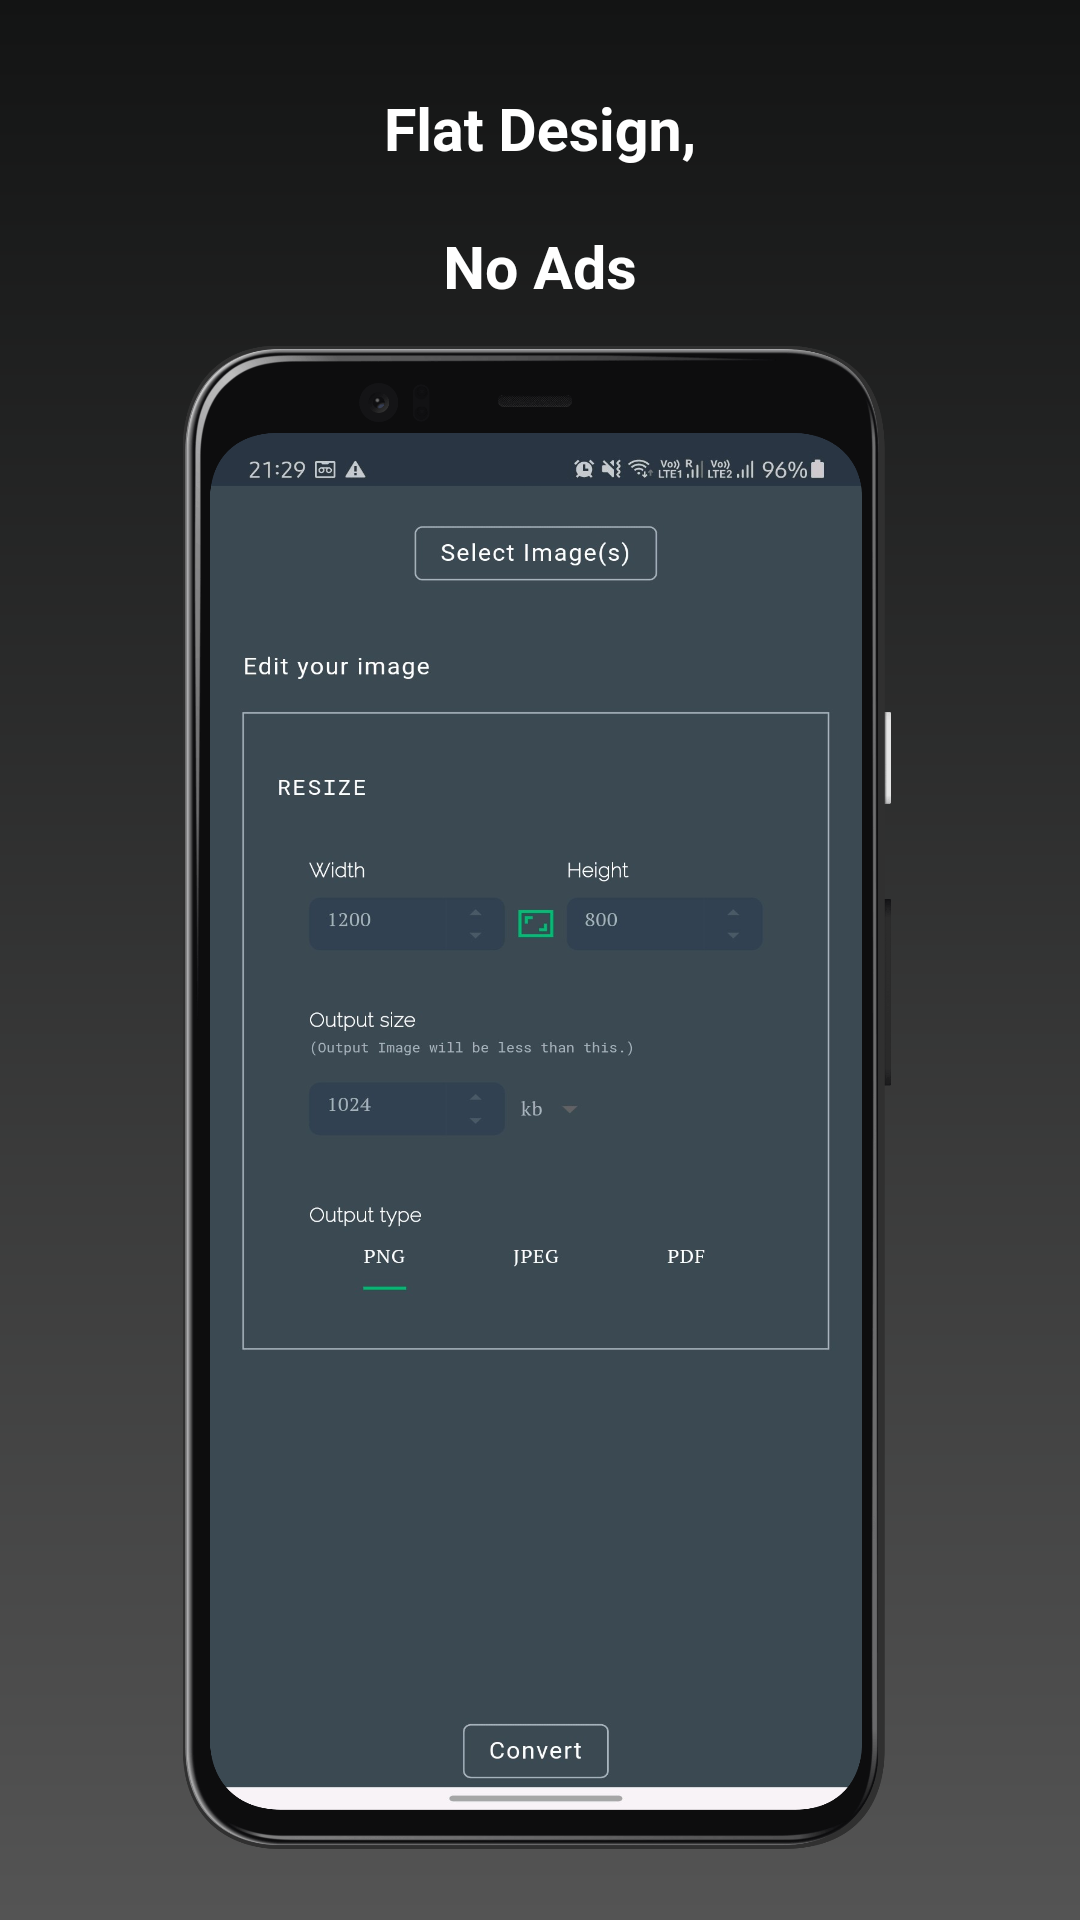 Flat Design,
No Ads
21:29 Vo)) LTE1 R Vo)) LTE2 96%
Select Image(s)
Edit your image
RESIZE
Width Height
1200 800
Output size
(Output Image will be less than this.)
1024 kb
Output type
PNG JPEG PDF
Convert